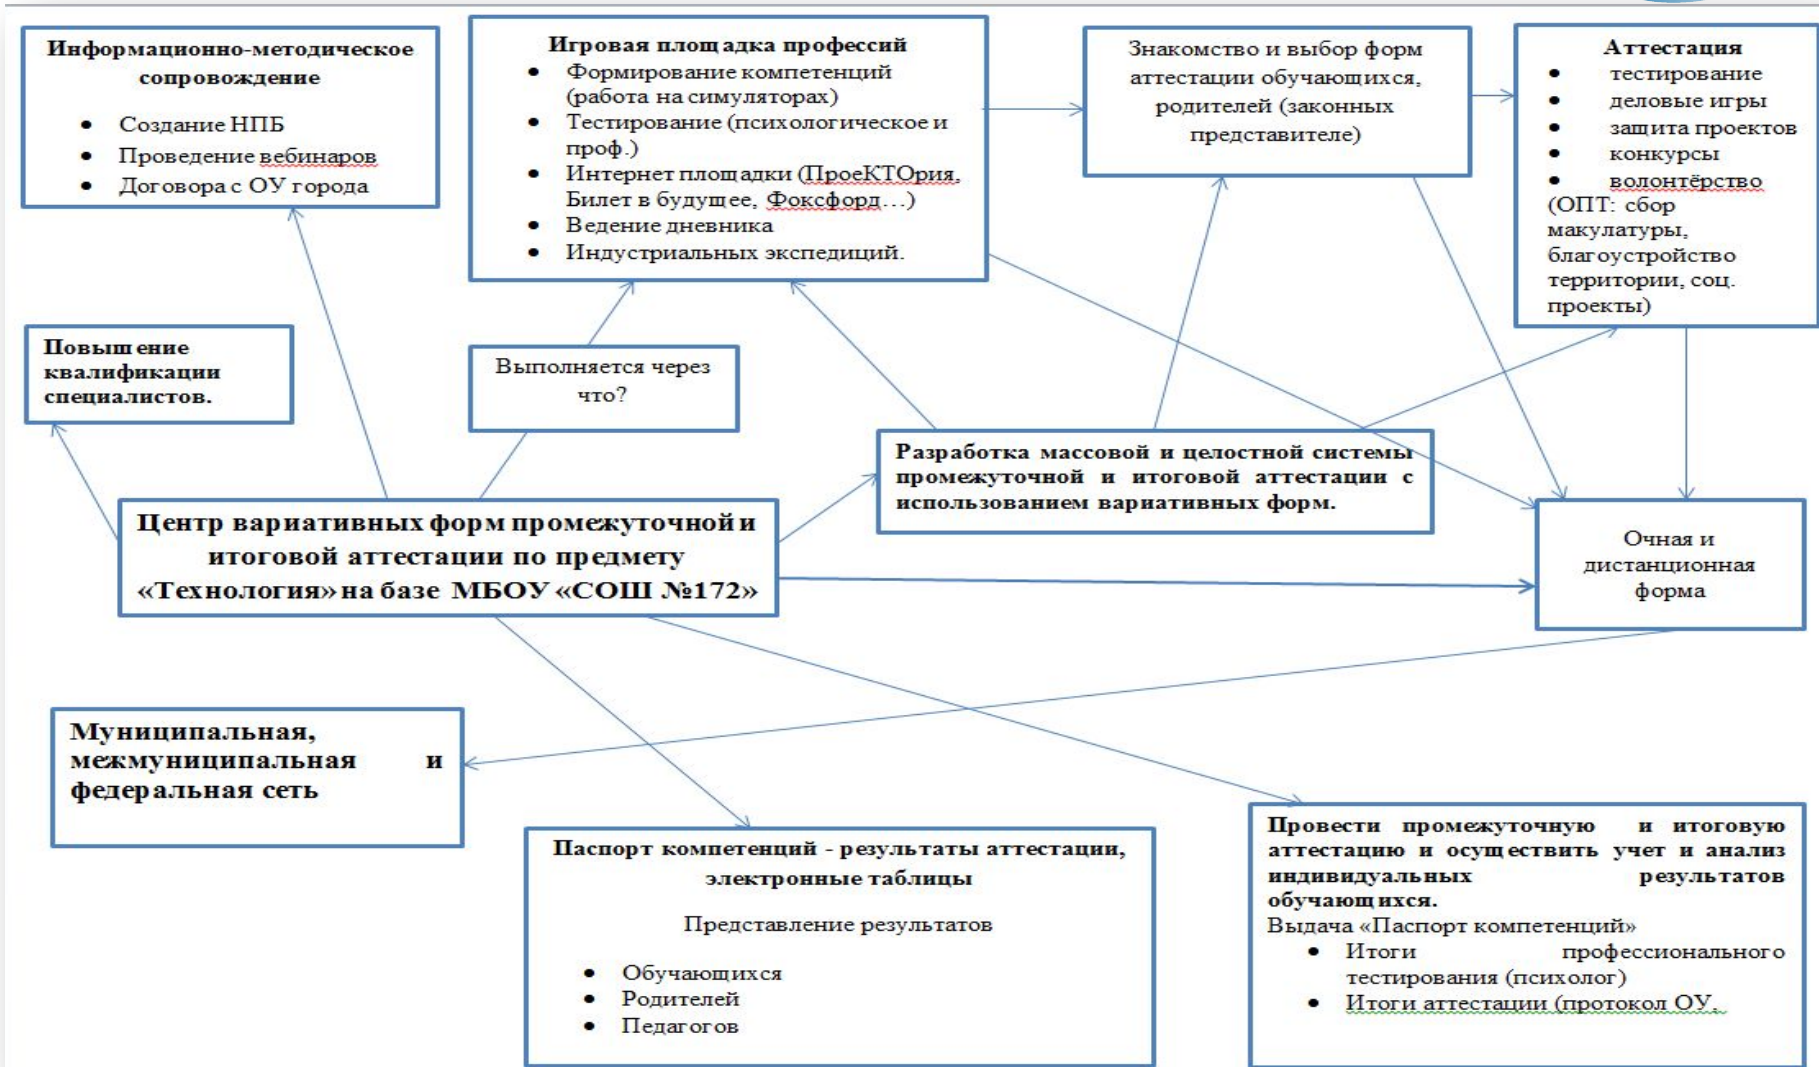 Информационно-методическое
сопровождение
● Создание НПБ
● Проведение вебинаров
● Договора с ОУ города
Игровая площадка профессий
● Формирование компетенций
(работа на симуляторах)
● Тестирование (психологическое и
проф.)
● Интернет площадки (ПроеКТОрия,
Билет в будущее, Фоксфорд…)
● Ведение дневника
● Индустриальных экспедиций.
Знакомство и выбор форм
аттестации обучающихся,
родителей (законных
представителе)
Аттестация
● тестирование
● деловые игры
● защита проектов
● конкурсы
● волонтёрство
(ОПТ: сбор
макулатуры,
благоустройство
территории, соц.
проекты)
Повышение
квалификации
специалистов.
Выполняется через
что?
Разработка массовой и целостной системы
промежуточной и итоговой аттестации с
использованием вариативных форм.
Центр вариативных форм промежуточной и
итоговой аттестации по предмету
«Технология» на базе МБОУ «СОШ №172»
Очная и
дистанционная
форма
Муниципальная,
межмуниципальная и
федеральная сеть
Паспорт компетенций - результаты аттестации,
электронные таблицы
Представление результатов
● Обучающихся
● Родителей
● Педагогов
Провести промежуточную и итоговую
аттестацию и осуществить учет и анализ
индивидуальных результатов
обучающихся.
Выдача «Паспорт компетенций»
● Итоги профессионального
тестирования (психолог)
● Итоги аттестации (протокол ОУ,